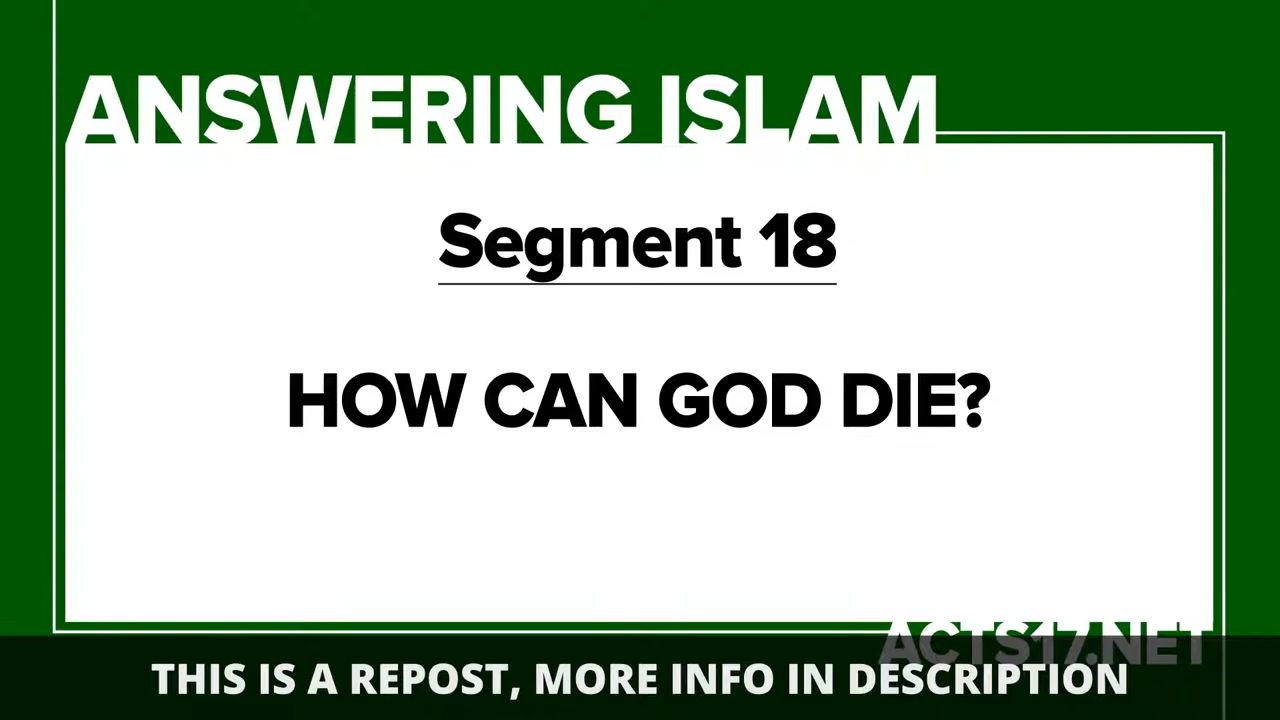 ANSWERING ISLAM
Segment 18
HOW CAN GOD DIE?
ACTS17.NET
THIS IS A REPOST, MORE INFO IN DESCRIPTION